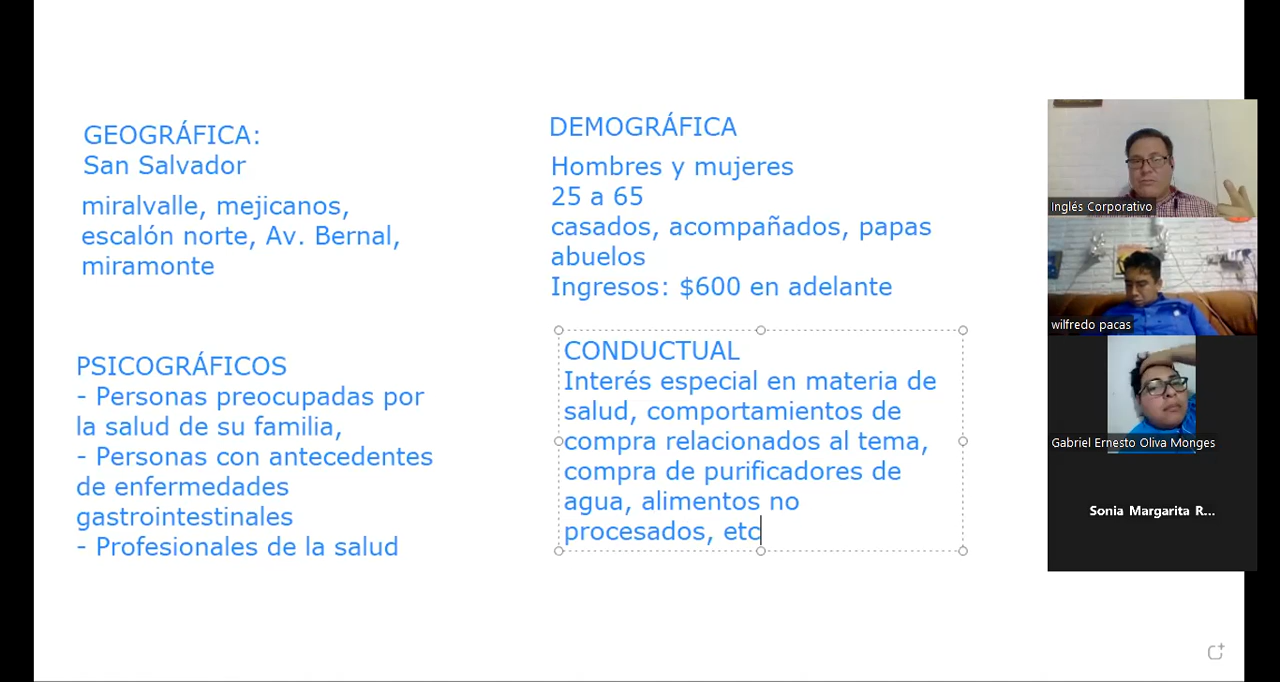 GEOGRÁFICA:
San Salvador
miralvalle, mejicanos,
escalón norte, Av. Bernal,
miramonte
DEMOGRÁFICA
Hombres y mujeres
25 a 65
casados, acompañados, papas
abuelos
Ingresos: $600 en adelante
PSICOGRÁFICOS
- Personas preocupadas por
la salud de su familia,
- Personas con antecedentes
de enfermedades
gastrointestinales
- Profesionales de la salud
CONDUCTUAL
Interés especial en materia de
salud, comportamientos de
compra relacionados al tema,
compra de purificadores de
agua, alimentos no
procesados, etc
Inglés Corporativo
wilfredo pacas
Gabriel Ernesto Oliva Monges
Sonia Margarita R...